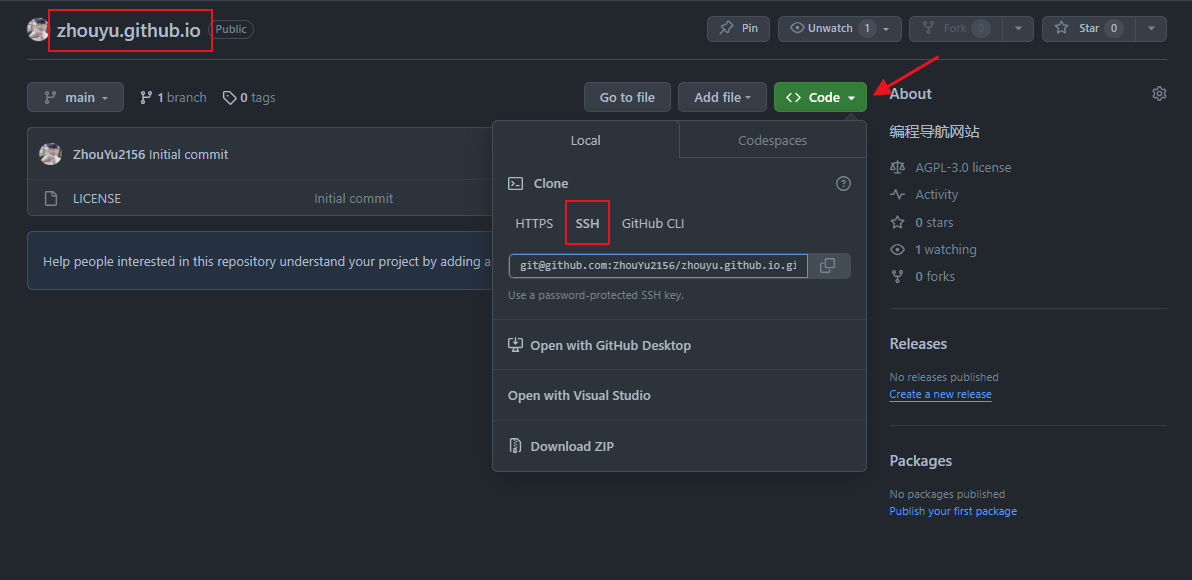 zhouyu.github.io Public
Pin
Unwatch 1
Fork 0
Star 0
main
1 branch
0 tags
Go to file
Add file
<> Code
ZhouYu2156 Initial commit
LICENSE Initial commit
Help people interested in this repository understand your project by adding a
Local
Codespaces
Clone
HTTPS SSH GitHub CLI
git@github.com:ZhouYu2156/zhouyu.github.io.gi
Use a password-protected SSH key.
Open with GitHub Desktop
Open with Visual Studio
Download ZIP
About
编程导航网站
AGPL-3.0 license
Activity
0 stars
1 watching
0 forks
Releases
No releases published
Create a new release
Packages
No packages published
Publish your first package